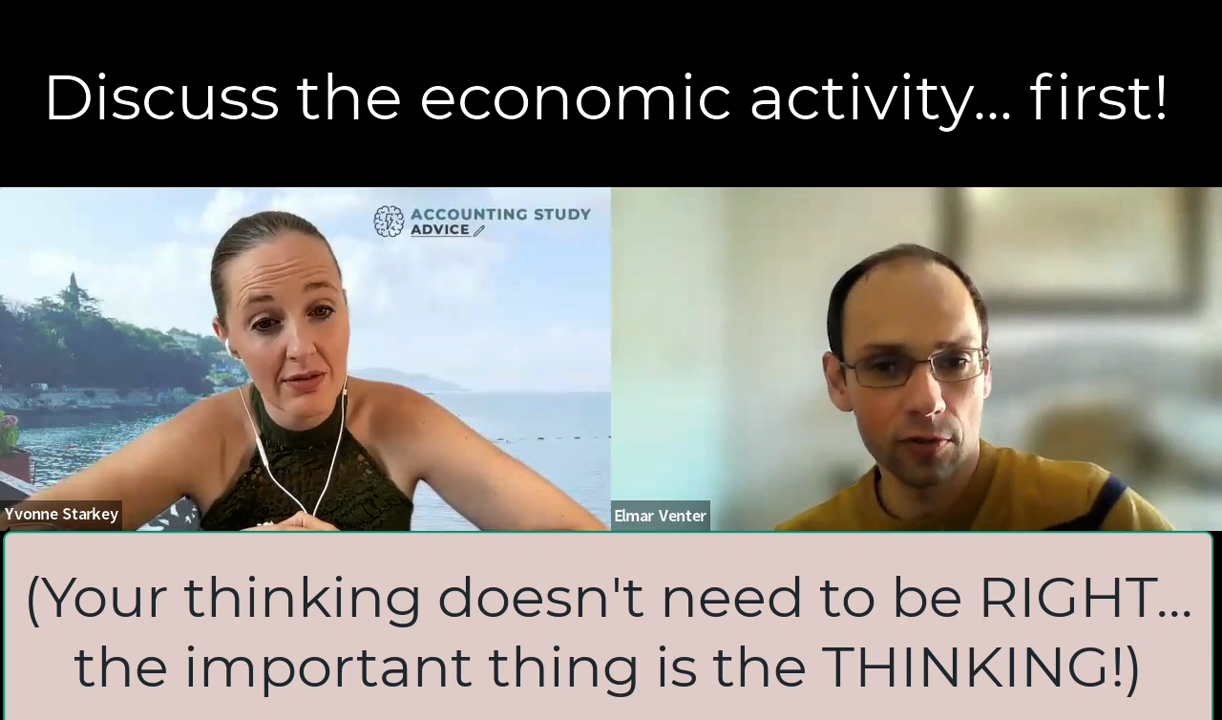 Discuss the economic activity... first!
ACCOUNTING STUDY
ADVICE
Yvonne Starkey
Elmar Venter
(Your thinking doesn't need to be RIGHT...
the important thing is the THINKING!)